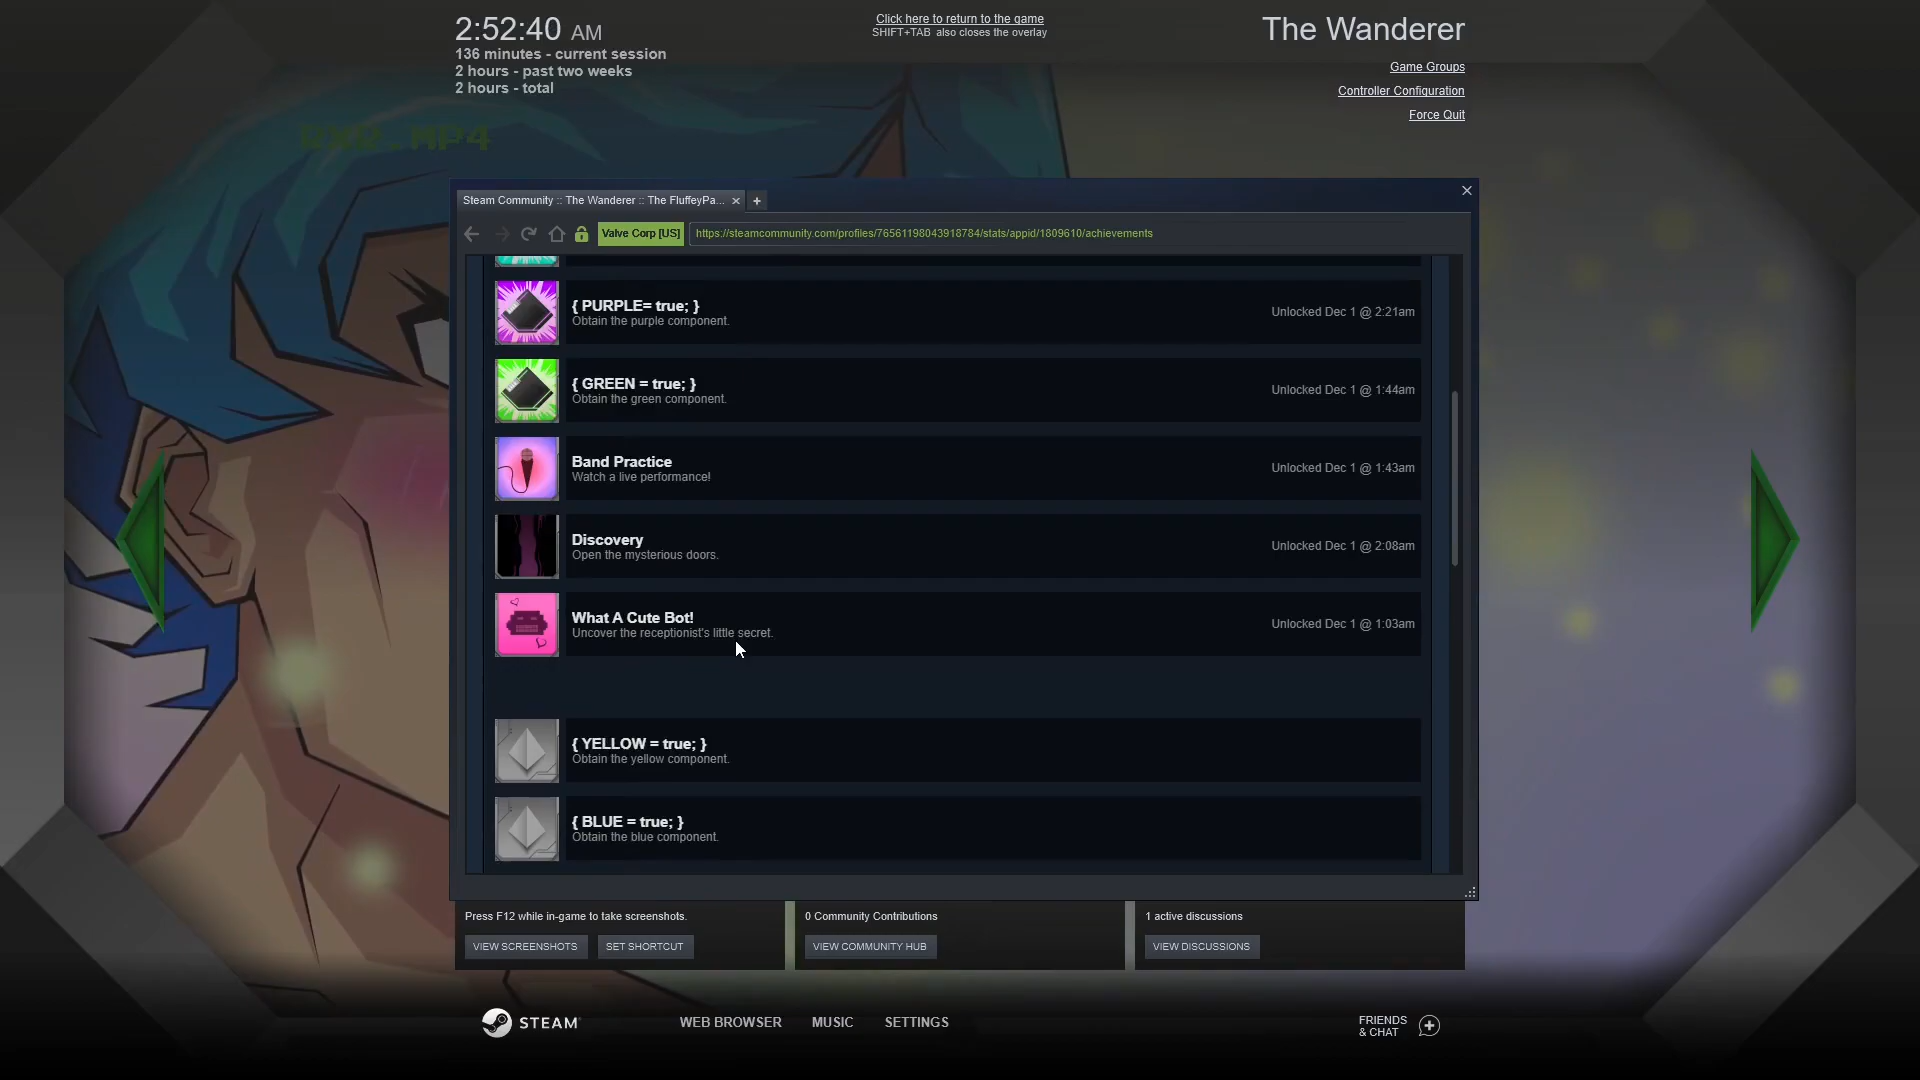 2:52:40 AM
136 minutes - current session
2 hours - past two weeks
2 hours - total
Click here to return to the game
SHIFT+TAB also closes the overlay
The Wanderer
Game Groups
Controller Configuration
Force Quit
Steam Community :: The Wanderer :: The FluffeyPa...
Valve Corp [US]
https://steamcommunity.com/profiles/76561198043918784/stats/appid/1809610/achievements
{ PURPLE= true; }
Obtain the purple component.
Unlocked Dec 1 @ 2:21am
{ GREEN = true; }
Obtain the green component.
Unlocked Dec 1 @ 1:44am
Band Practice
Watch a live performance!
Unlocked Dec 1 @ 1:43am
Discovery
Open the mysterious doors.
Unlocked Dec 1 @ 2:08am
What A Cute Bot!
Uncover the receptionist's little secret.
Unlocked Dec 1 @ 1:03am
{ YELLOW = true; }
Obtain the yellow component.
{ BLUE = true; }
Obtain the blue component.
Press F12 while in-game to take screenshots.
VIEW SCREENSHOTS
SET SHORTCUT
0 Community Contributions
VIEW COMMUNITY HUB
1 active discussions
VIEW DISCUSSIONS
STEAM
WEB BROWSER
MUSIC
SETTINGS
FRIENDS
& CHAT